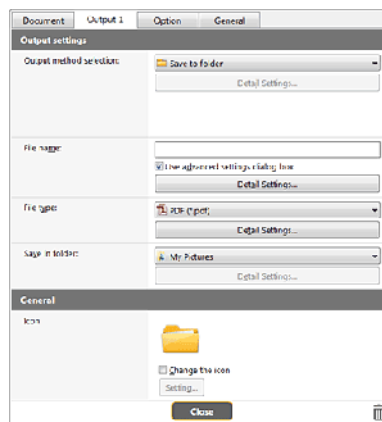 Document Output 1 Option General
Output settings
Output method selection: Save to folder
Detail Settings...
File name:
Use advanced settings dialog box
Detail Settings...
File type: PDF (*.pdf)
Detail Settings...
Save in folder: My Pictures
Detail Settings...
General
Icon
Change the icon
Setting...
Close